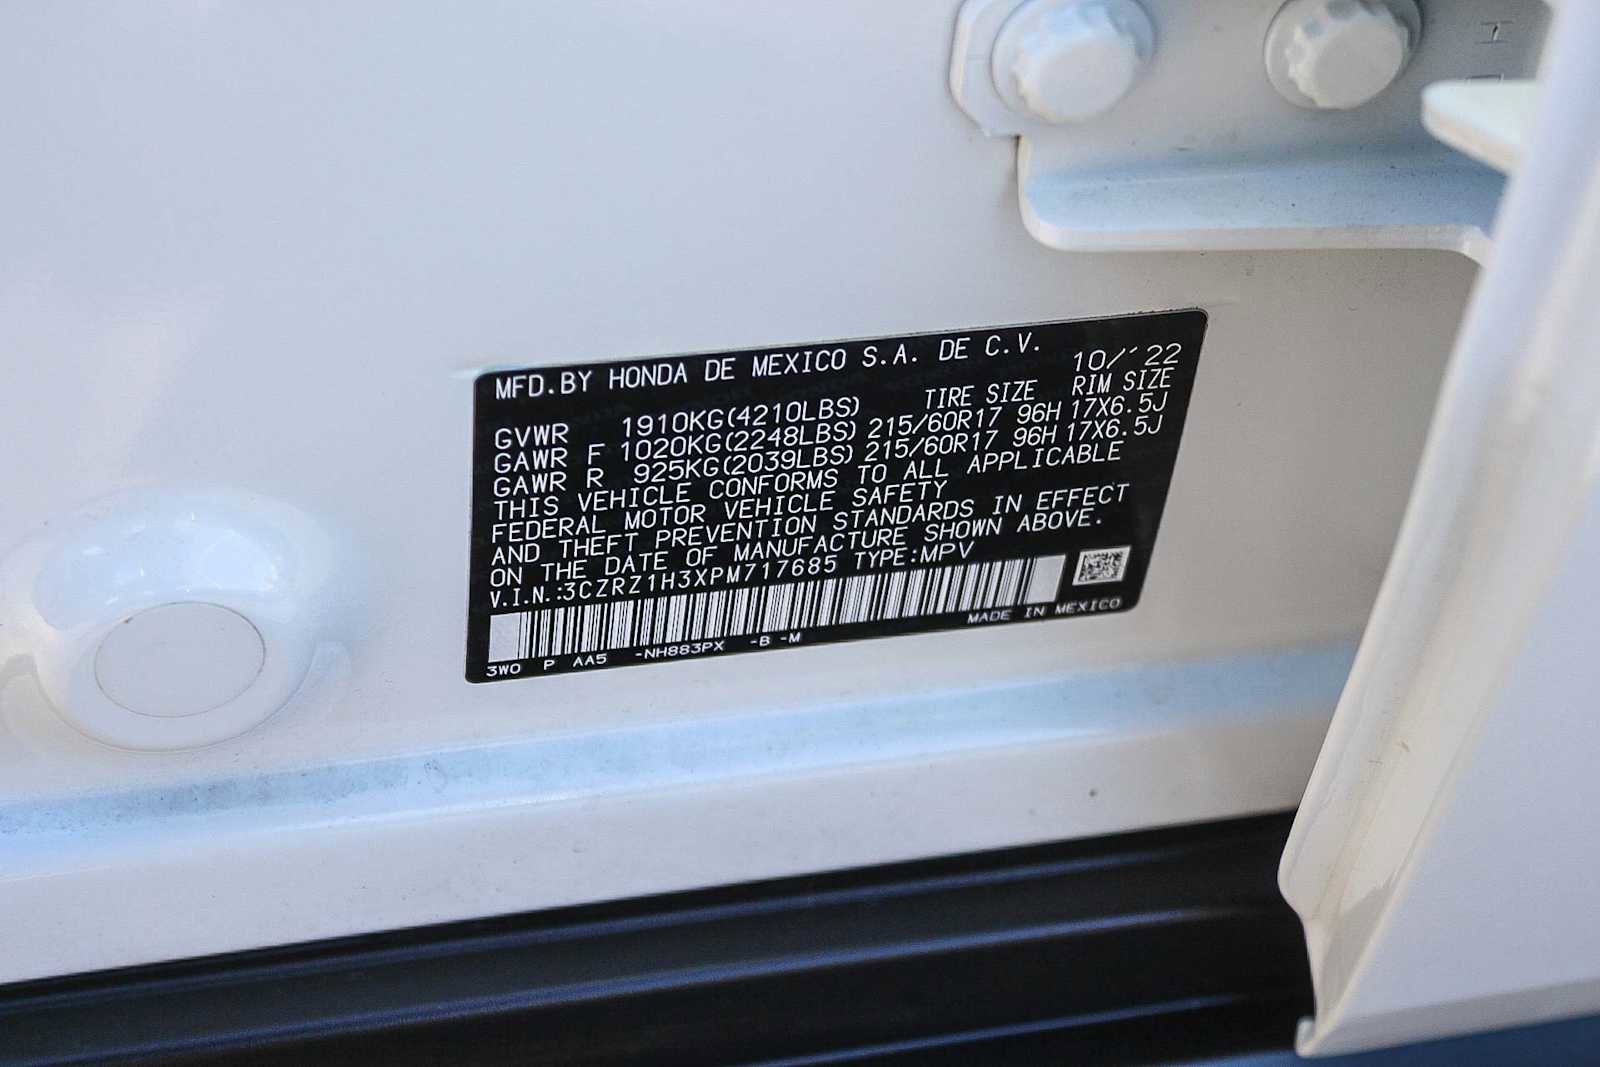 MFD.BY HONDA DE MEXICO S.A. DE C.V. 10/'22
TIRE SIZE RIM SIZE
GVWR 1910KG(4210LBS)
GAWR F 1020KG(2248LBS) 215/60R17 96H 17X6.5J
GAWR R 925KG(2039LBS) 215/60R17 96H 17X6.5J
THIS VEHICLE CONFORMS TO ALL APPLICABLE
FEDERAL MOTOR VEHICLE SAFETY
AND THEFT PREVENTION STANDARDS IN EFFECT
ON THE DATE OF MANUFACTURE SHOWN ABOVE.
V.I.N.:3CZRZ1H3XPM717685 TYPE:MPV
MADE IN MEXICO
3W0 P AA5 -NH883PX -B -M